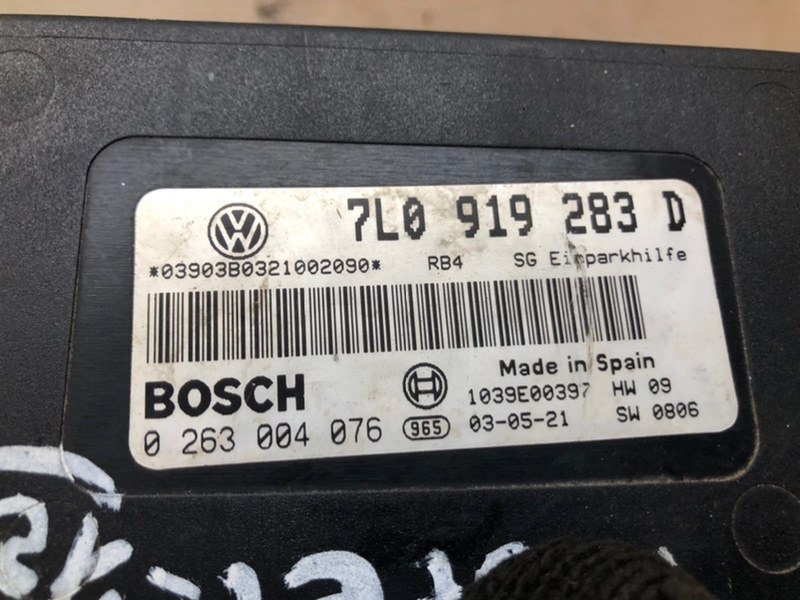 7L0 919 283 D
*03903B0321002090* RB4 SG Einparkhilfe
Made in Spain
BOSCH
1039E00397 HW 09
0 263 004 076 965 03-05-21 SW 0806